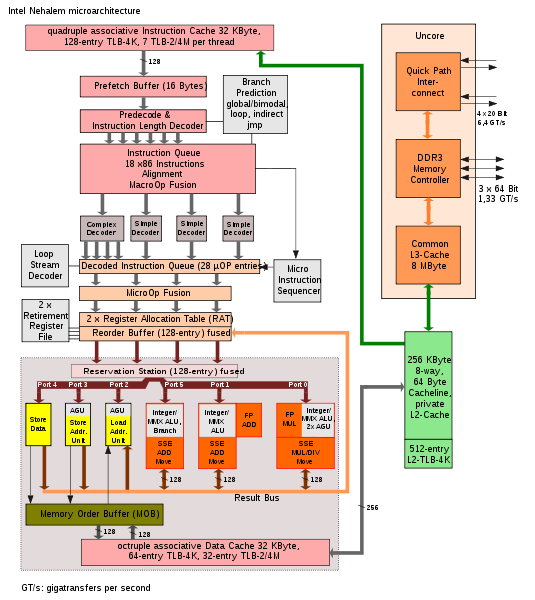 Intel Nehalem microarchitecture
quadruple associative Instruction Cache 32 KByte,
128-entry TLB-4K, 7 TLB-2/4M per thread
128
Prefetch Buffer (16 Bytes)
Predecode &
Instruction Length Decoder
Branch
Prediction
global/bimodal,
loop, indirect
jmp
Instruction Queue
18 x86 Instructions
Alignment
MacroOp Fusion
Complex
Decoder
Simple
Decoder
Simple
Decoder
Simple
Decoder
Loop
Stream
Decoder
Decoded Instruction Queue (28 µOP entries)
Micro
Instruction
Sequencer
MicroOp Fusion
2 x
Retirement
Register
File
2 x Register Allocation Table (RAT)
Reorder Buffer (128-entry) fused
Reservation Station (128-entry) fused
Port 4
Port 3
Port 2
Port 5
Port 1
Port 0
Store
Data
AGU
Store
Addr.
Unit
AGU
Load
Addr.
Unit
Integer/
MMX ALU,
Branch
SSE
ADD
Move
Integer/
MMX
ALU
SSE
ADD
Move
FP
ADD
FP
MUL
Integer/
MMX ALU,
2x AGU
SSE
MUL/DIV
Move
128
128
128
Result Bus
Memory Order Buffer (MOB)
128
128
octruple associative Data Cache 32 KByte,
64-entry TLB-4K, 32-entry TLB-2/4M
256
Uncore
Quick Path
Inter-
connect
4 x 20 Bit
6,4 GT/s
DDR3
Memory
Controller
3 x 64 Bit
1,33 GT/s
Common
L3-Cache
8 MByte
256 KByte
8-way,
64 Byte
Cacheline,
private
L2-Cache
512-entry
L2-TLB-4K
GT/s: gigatransfers per second